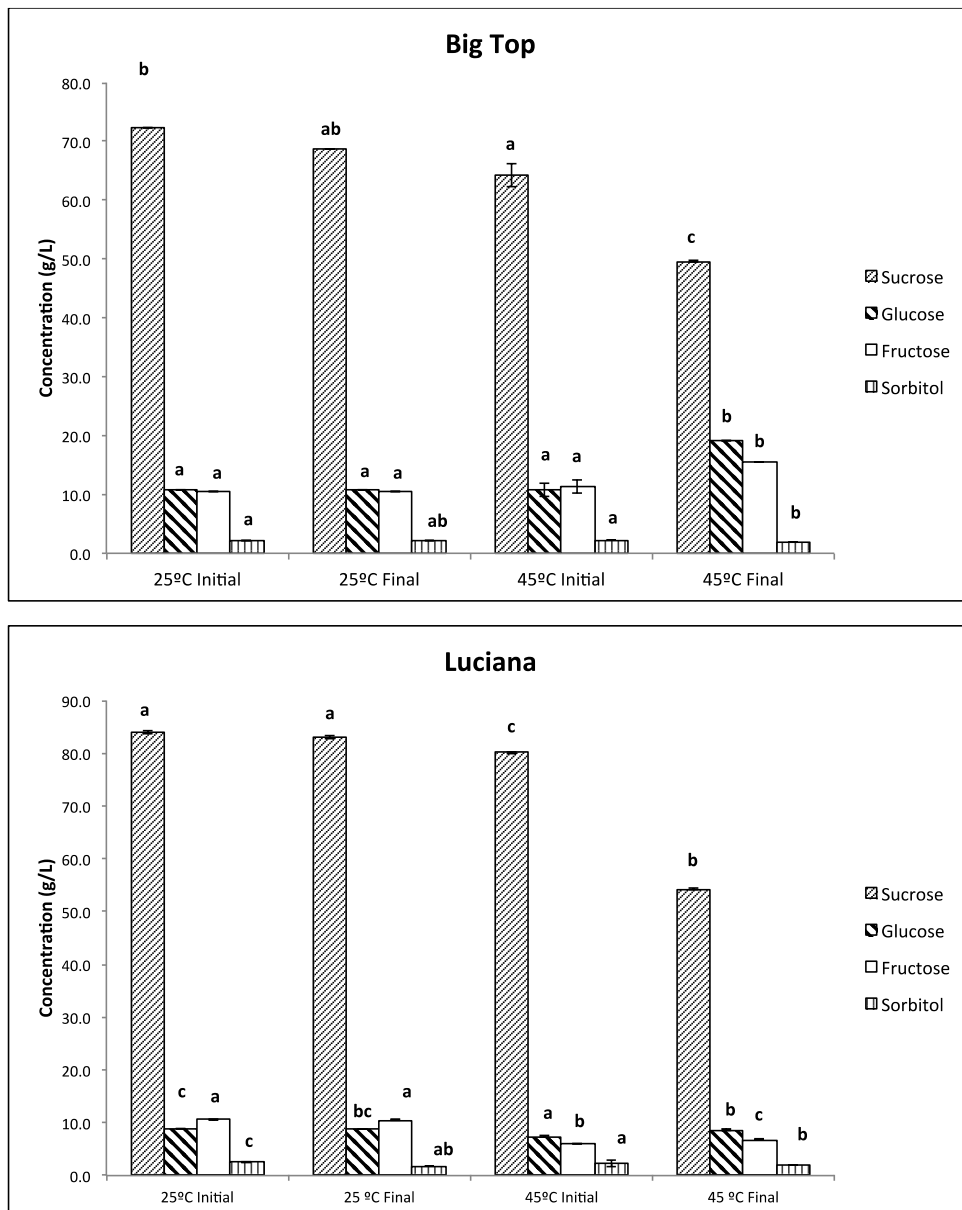 Big Top
Concentration (g/L)
80.0
70.0
60.0
50.0
40.0
30.0
20.0
10.0
0.0
b
a
a
a
ab
a
a
ab
a
a
a
a
c
b
b
b
25ºC Initial
25ºC Final
45ºC Initial
45ºC Final
Sucrose
Glucose
Fructose
Sorbitol
Luciana
Concentration (g/L)
90.0
80.0
70.0
60.0
50.0
40.0
30.0
20.0
10.0
0.0
a
c
a
c
a
bc
a
ab
c
a
b
a
b
b
c
b
25ºC Initial
25 ºC Final
45ºC Initial
45 ºC Final
Sucrose
Glucose
Fructose
Sorbitol